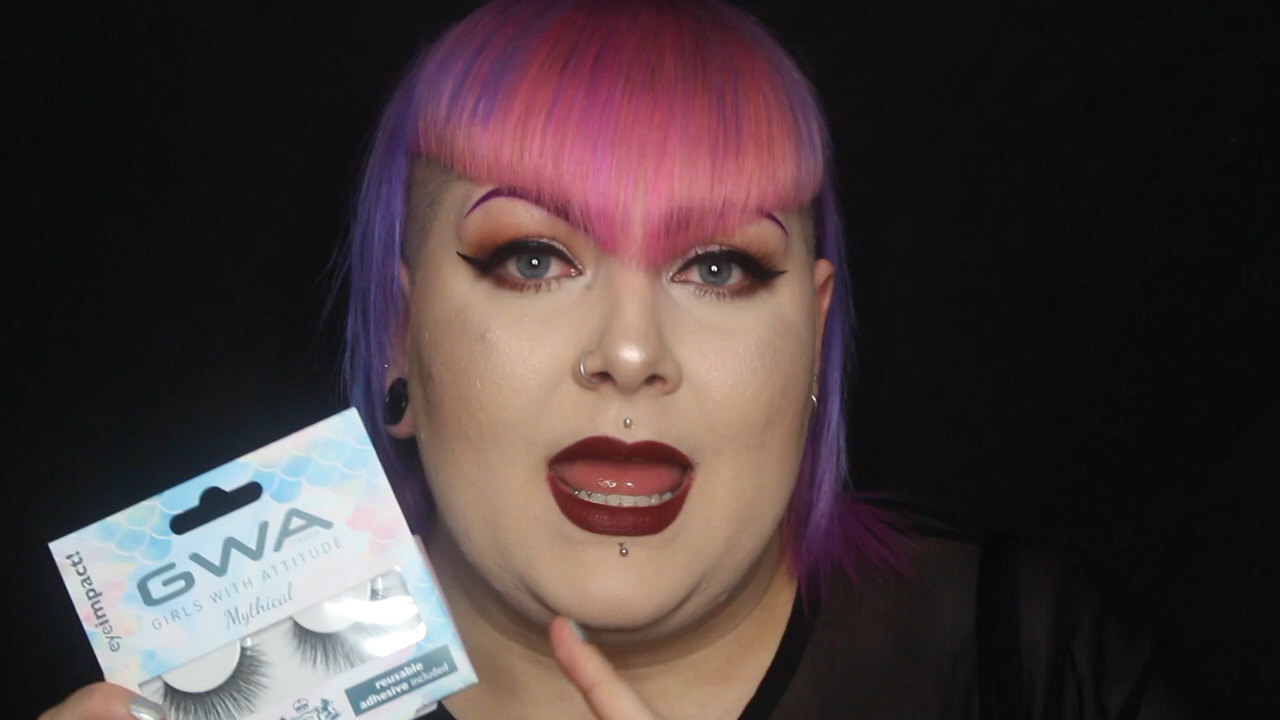 GWA
GIRLS WITH ATTITUDE
Mythical
eyeimpact!
reusable
adhesive included